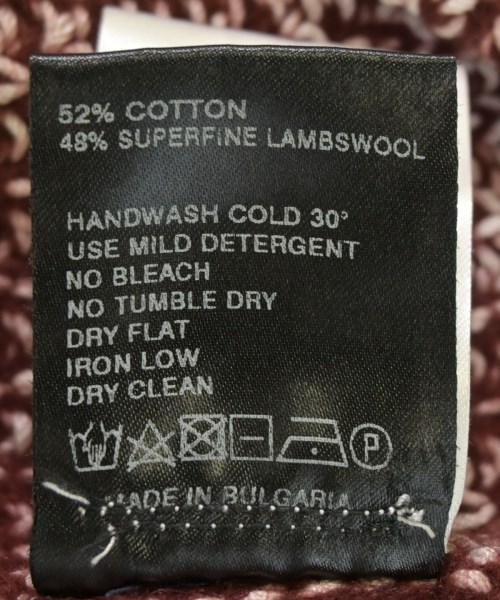 52% COTTON
48% SUPERFINE LAMBSWOOL
HANDWASH COLD 30°
USE MILD DETERGENT
NO BLEACH
NO TUMBLE DRY
DRY FLAT
IRON LOW
DRY CLEAN
P
MADE IN BULGARIA